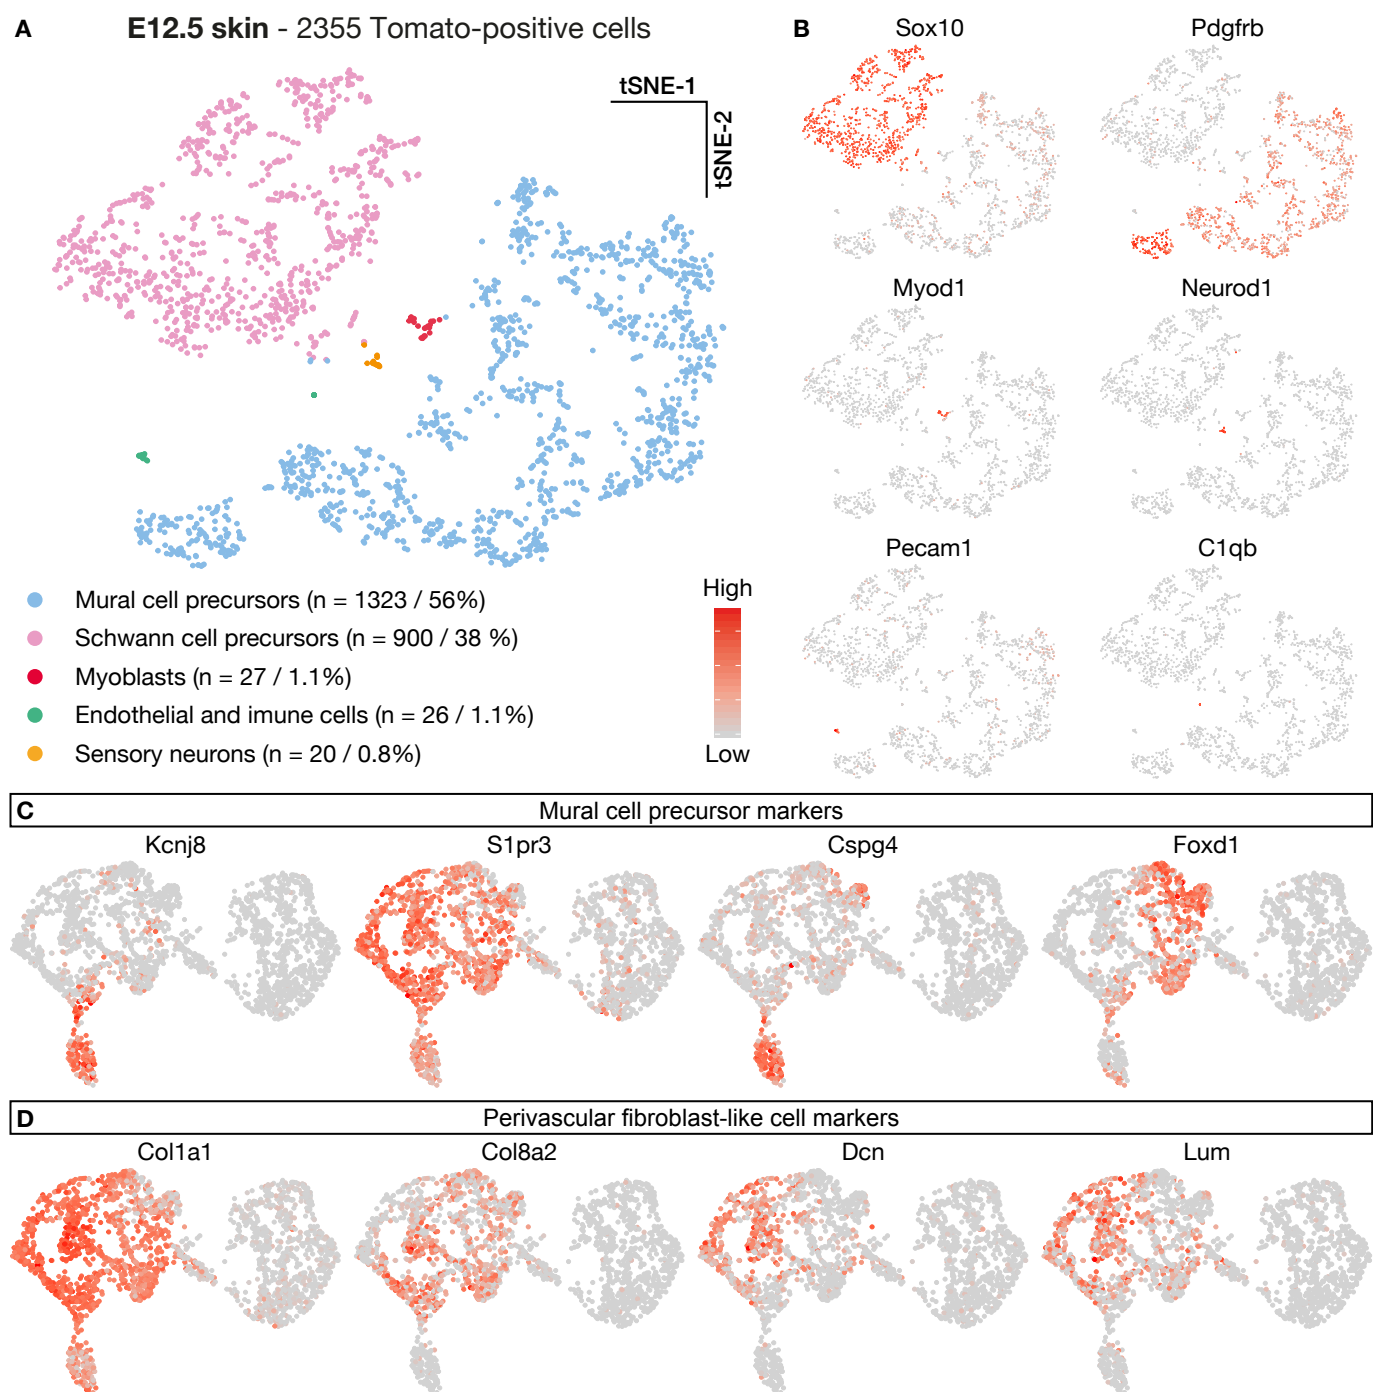 A
E12.5 skin - 2355 Tomato-positive cells
tSNE-1
tSNE-2
Mural cell precursors (n = 1323 / 56%)
Schwann cell precursors (n = 900 / 38 %)
Myoblasts (n = 27 / 1.1%)
Endothelial and imune cells (n = 26 / 1.1%)
Sensory neurons (n = 20 / 0.8%)
High
Low
B
Sox10
Pdgfrb
Myod1
Neurod1
Pecam1
C1qb
C
Mural cell precursor markers
Kcnj8
S1pr3
Cspg4
Foxd1
D
Perivascular fibroblast-like cell markers
Col1a1
Col8a2
Dcn
Lum